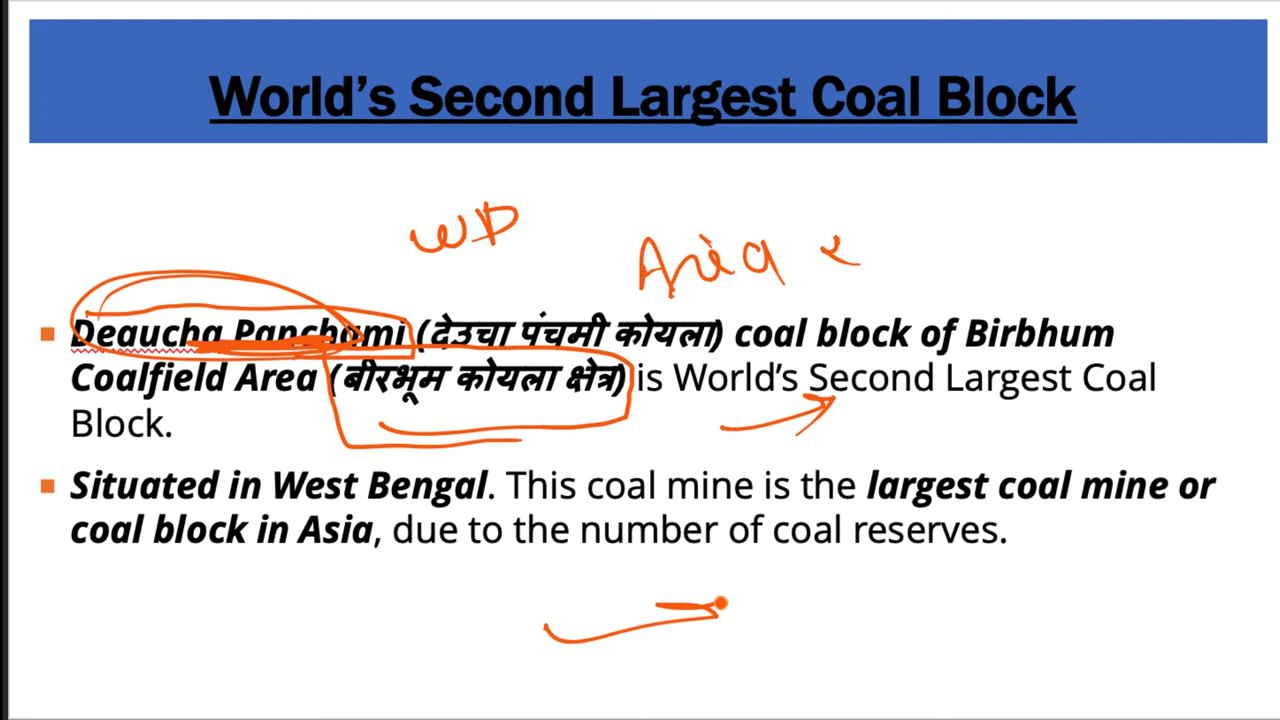 World's Second Largest Coal Block
Deaucha Panchami (देउचा पंचमी कोयला) coal block of Birbhum
Coalfield Area (बीरभूम कोयला क्षेत्र) is World's Second Largest Coal
Block.
Situated in West Bengal. This coal mine is the largest coal mine or
coal block in Asia, due to the number of coal reserves.